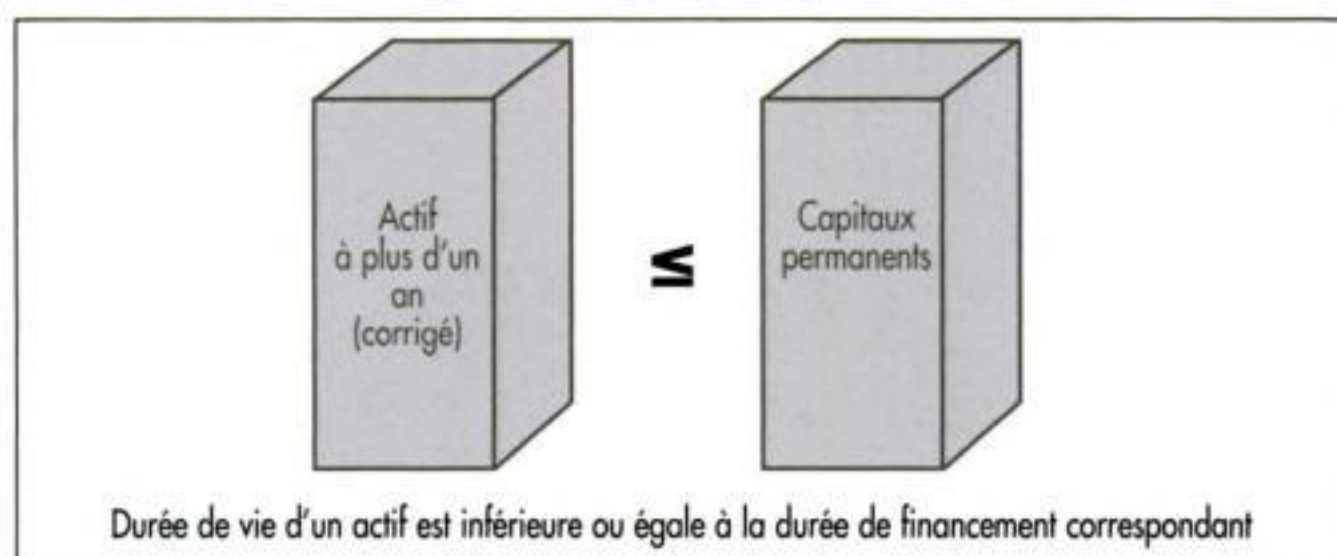 Actif
à plus d'un
an
(corrigé)
≤
Capitaux
permanents
Durée de vie d'un actif est inférieure ou égale à la durée de financement correspondant